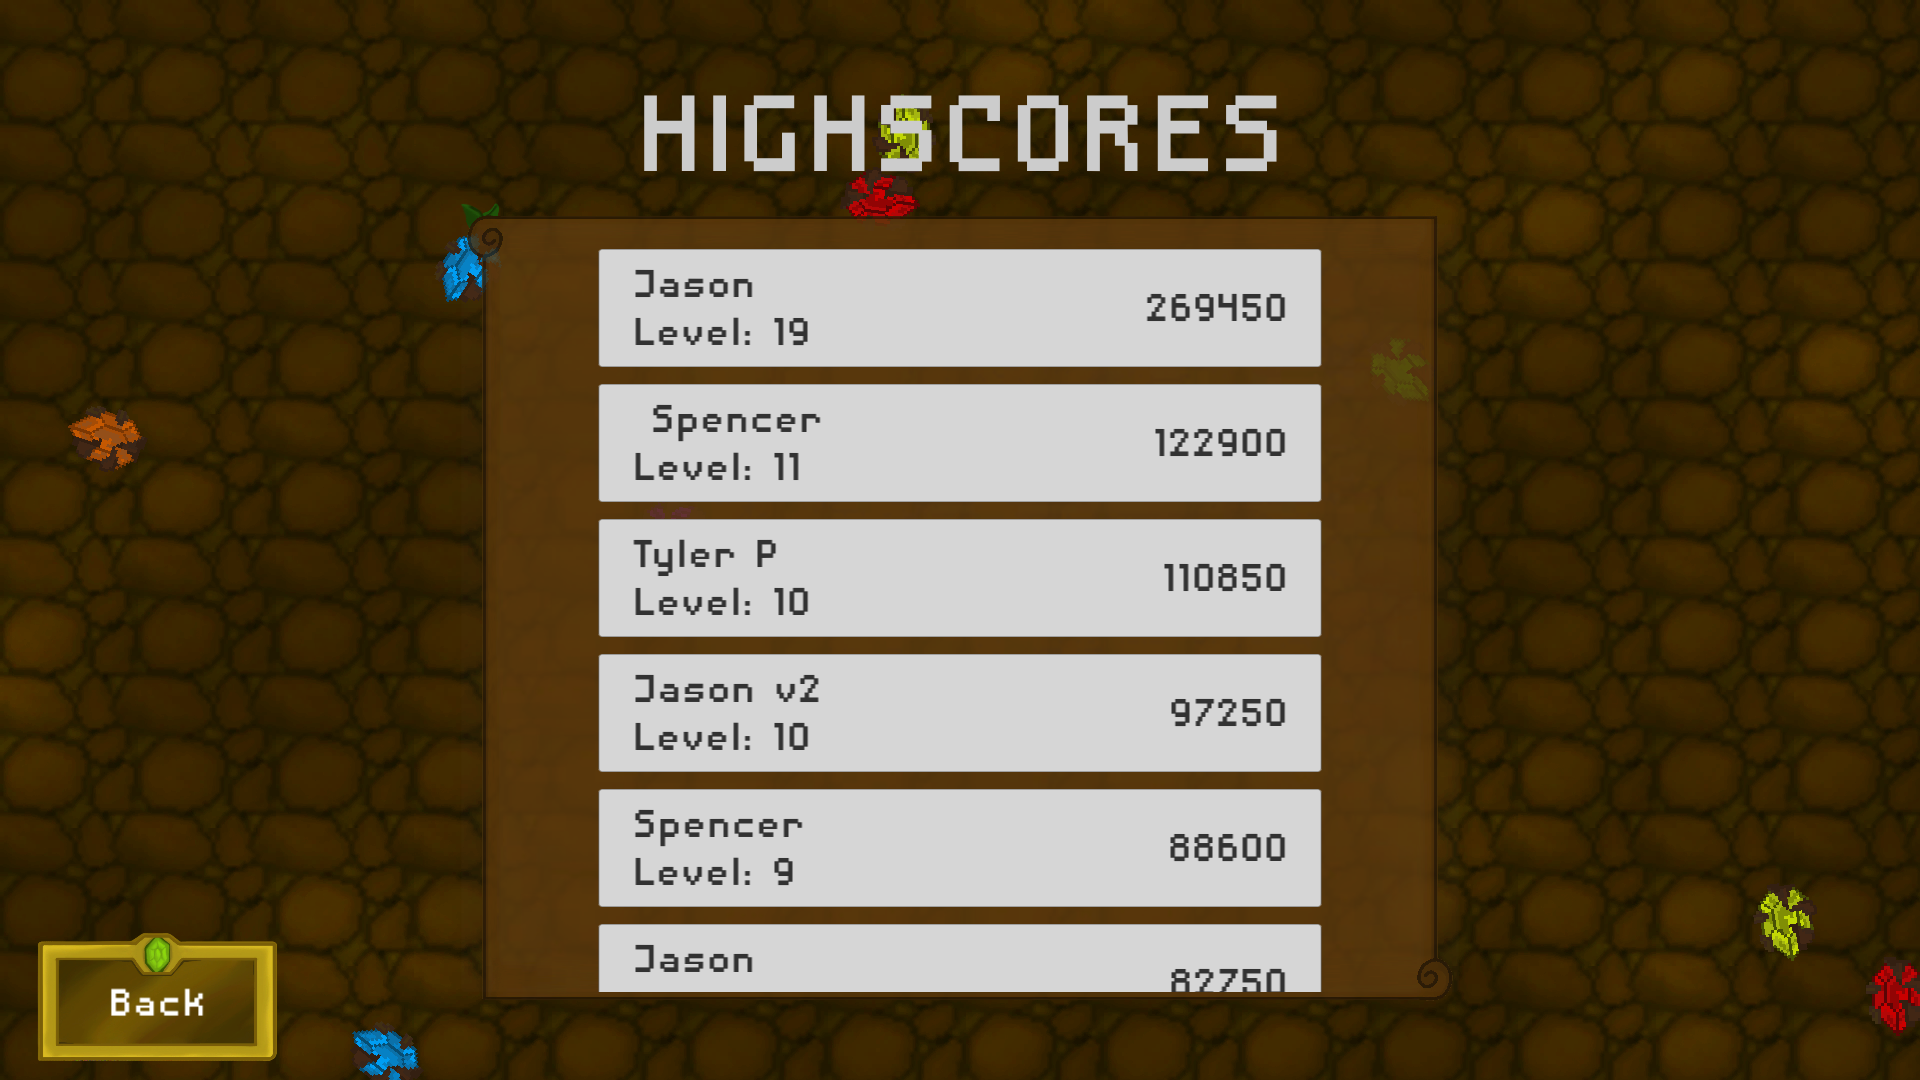 HIGHSCORES
Jason
Level: 19
269450
Spencer
Level: 11
122900
Tyler P
Level: 10
110850
Jason v2
Level: 10
97250
Spencer
Level: 9
88600
Jason
82750
Back